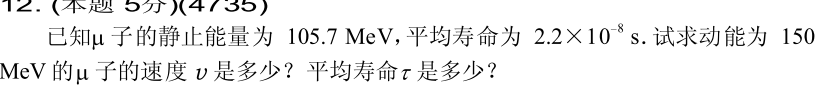 12. (本题 5分)(4735)
已知μ 子的静止能量为 105.7 MeV,平均寿命为 2.2×10⁻⁸ s.试求动能为 150
MeV 的μ 子的速度 v 是多少？平均寿命τ 是多少？